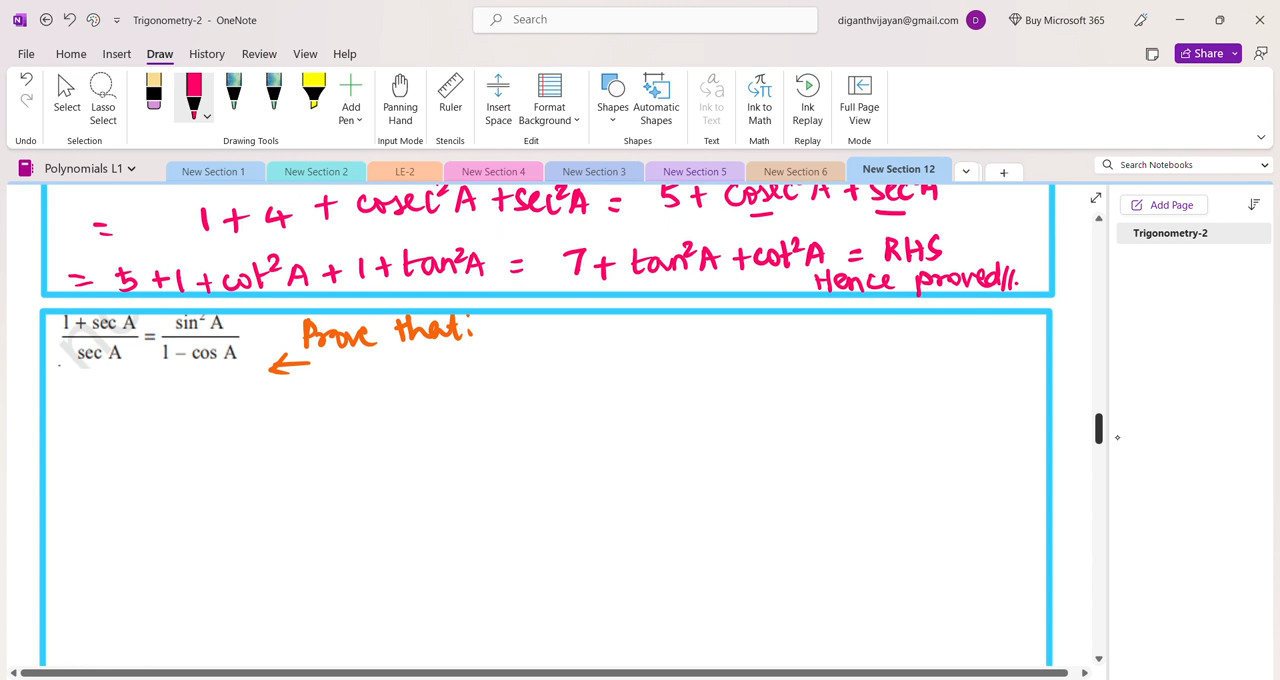 Trigonometry-2 - OneNote
Search
diganthvijayan@gmail.com D Buy Microsoft 365
File Home Insert Draw History Review View Help Share
Undo Select Lasso Select Add Pen Panning Hand Ruler Insert Space Format Background Shapes Automatic Shapes Ink to Text Ink to Math Ink Replay Full Page View
Undo Selection Drawing Tools Input Mode Stencils Edit Shapes Text Math Replay Mode
Polynomials L1 New Section 1 New Section 2 LE-2 New Section 4 New Section 3 New Section 5 New Section 6 New Section 12 + Search Notebooks
Add Page
Trigonometry-2
= 1 + 4 + cosec²A + sec²A = 5 + cosec²A + sec²A
= 5 + 1 + cot²A + 1 + tan²A = 7 + tan²A + cot²A = RHS
Hence proved//.
1 + sec A / sec A = sin² A / 1 – cos A
Prove that: